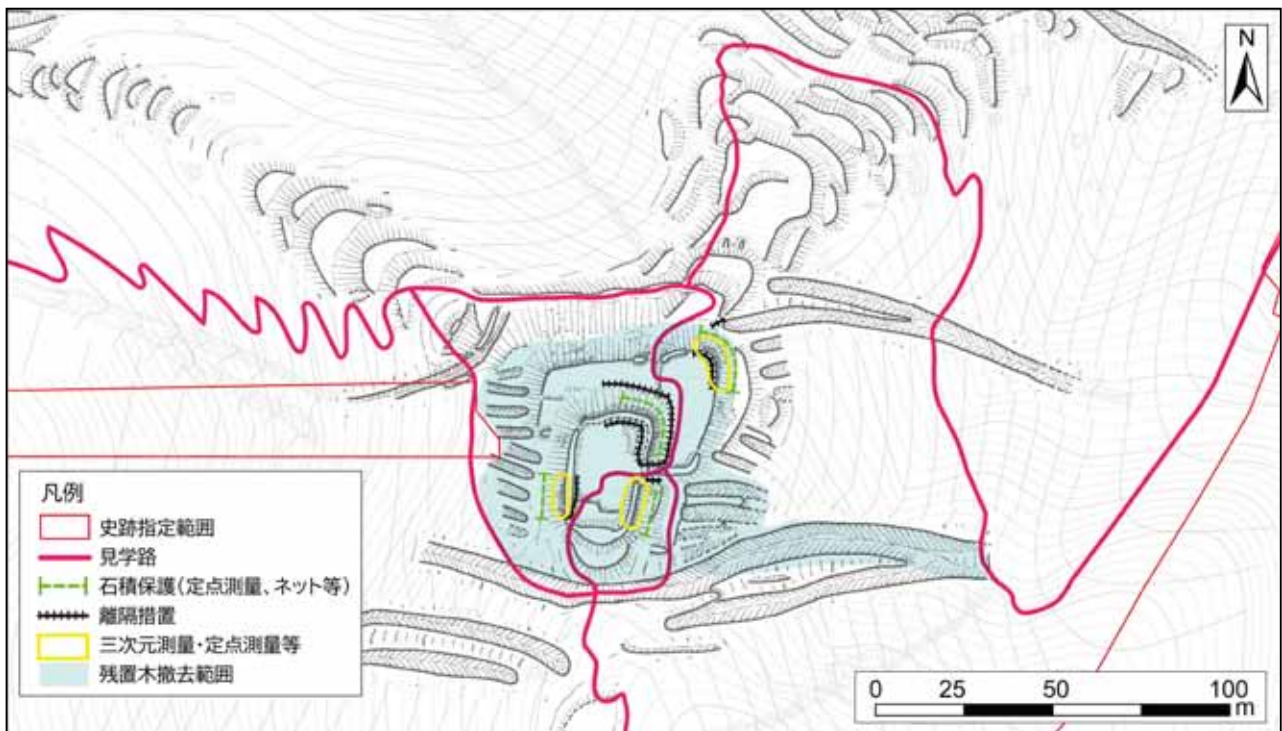 N
凡例
史跡指定範囲
見学路
石積保護(定点測量、ネット等)
離隔措置
三次元測量・定点測量等
残置木撤去範囲
0 25 50 100
m